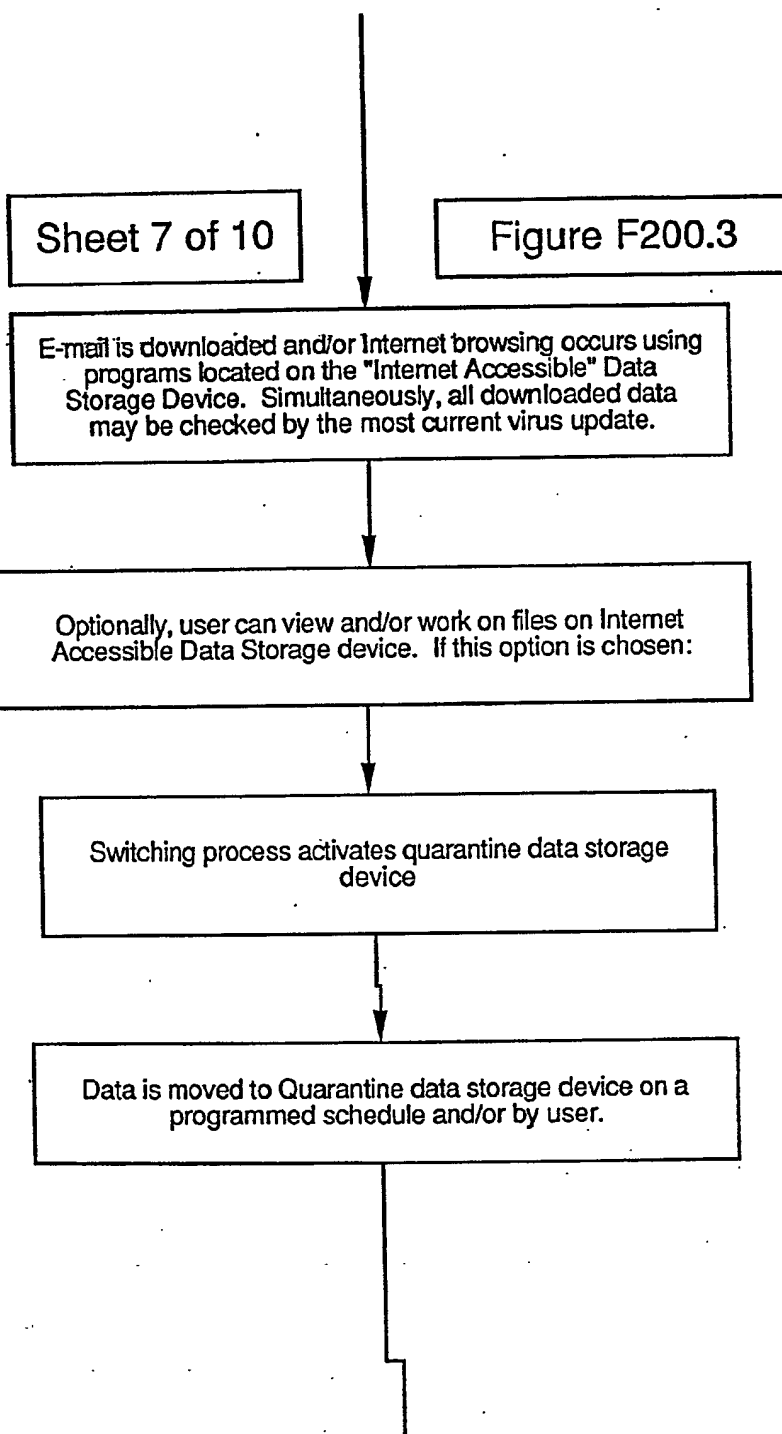 Sheet 7 of 10
Figure F200.3
E-mail is downloaded and/or Internet browsing occurs using
programs located on the "Internet Accessible" Data
Storage Device. Simultaneously, all downloaded data
may be checked by the most current virus update.
Optionally, user can view and/or work on files on Internet
Accessible Data Storage device. If this option is chosen:
Switching process activates quarantine data storage
device
Data is moved to Quarantine data storage device on a
programmed schedule and/or by user.